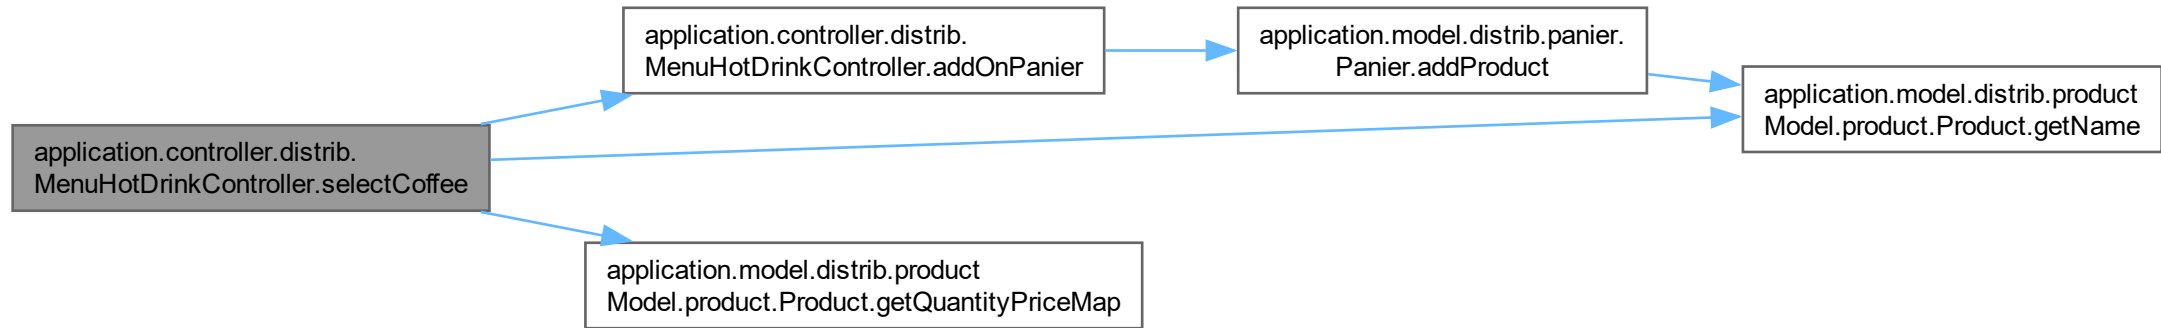 application.controller.distrib.
MenuHotDrinkController.selectCoffee
application.controller.distrib.
MenuHotDrinkController.addOnPanier
application.model.distrib.panier.
Panier.addProduct
application.model.distrib.product
Model.product.Product.getName
application.model.distrib.product
Model.product.Product.getQuantityPriceMap